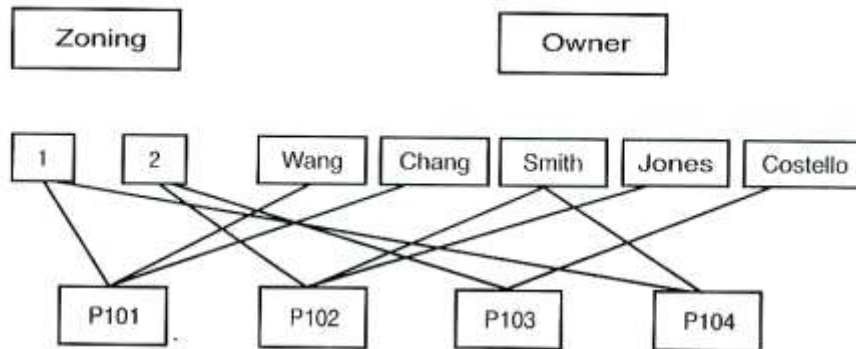 Zoning
Owner
1
2
Wang
Chang
Smith
Jones
Costello
P101
P102
P103
P104